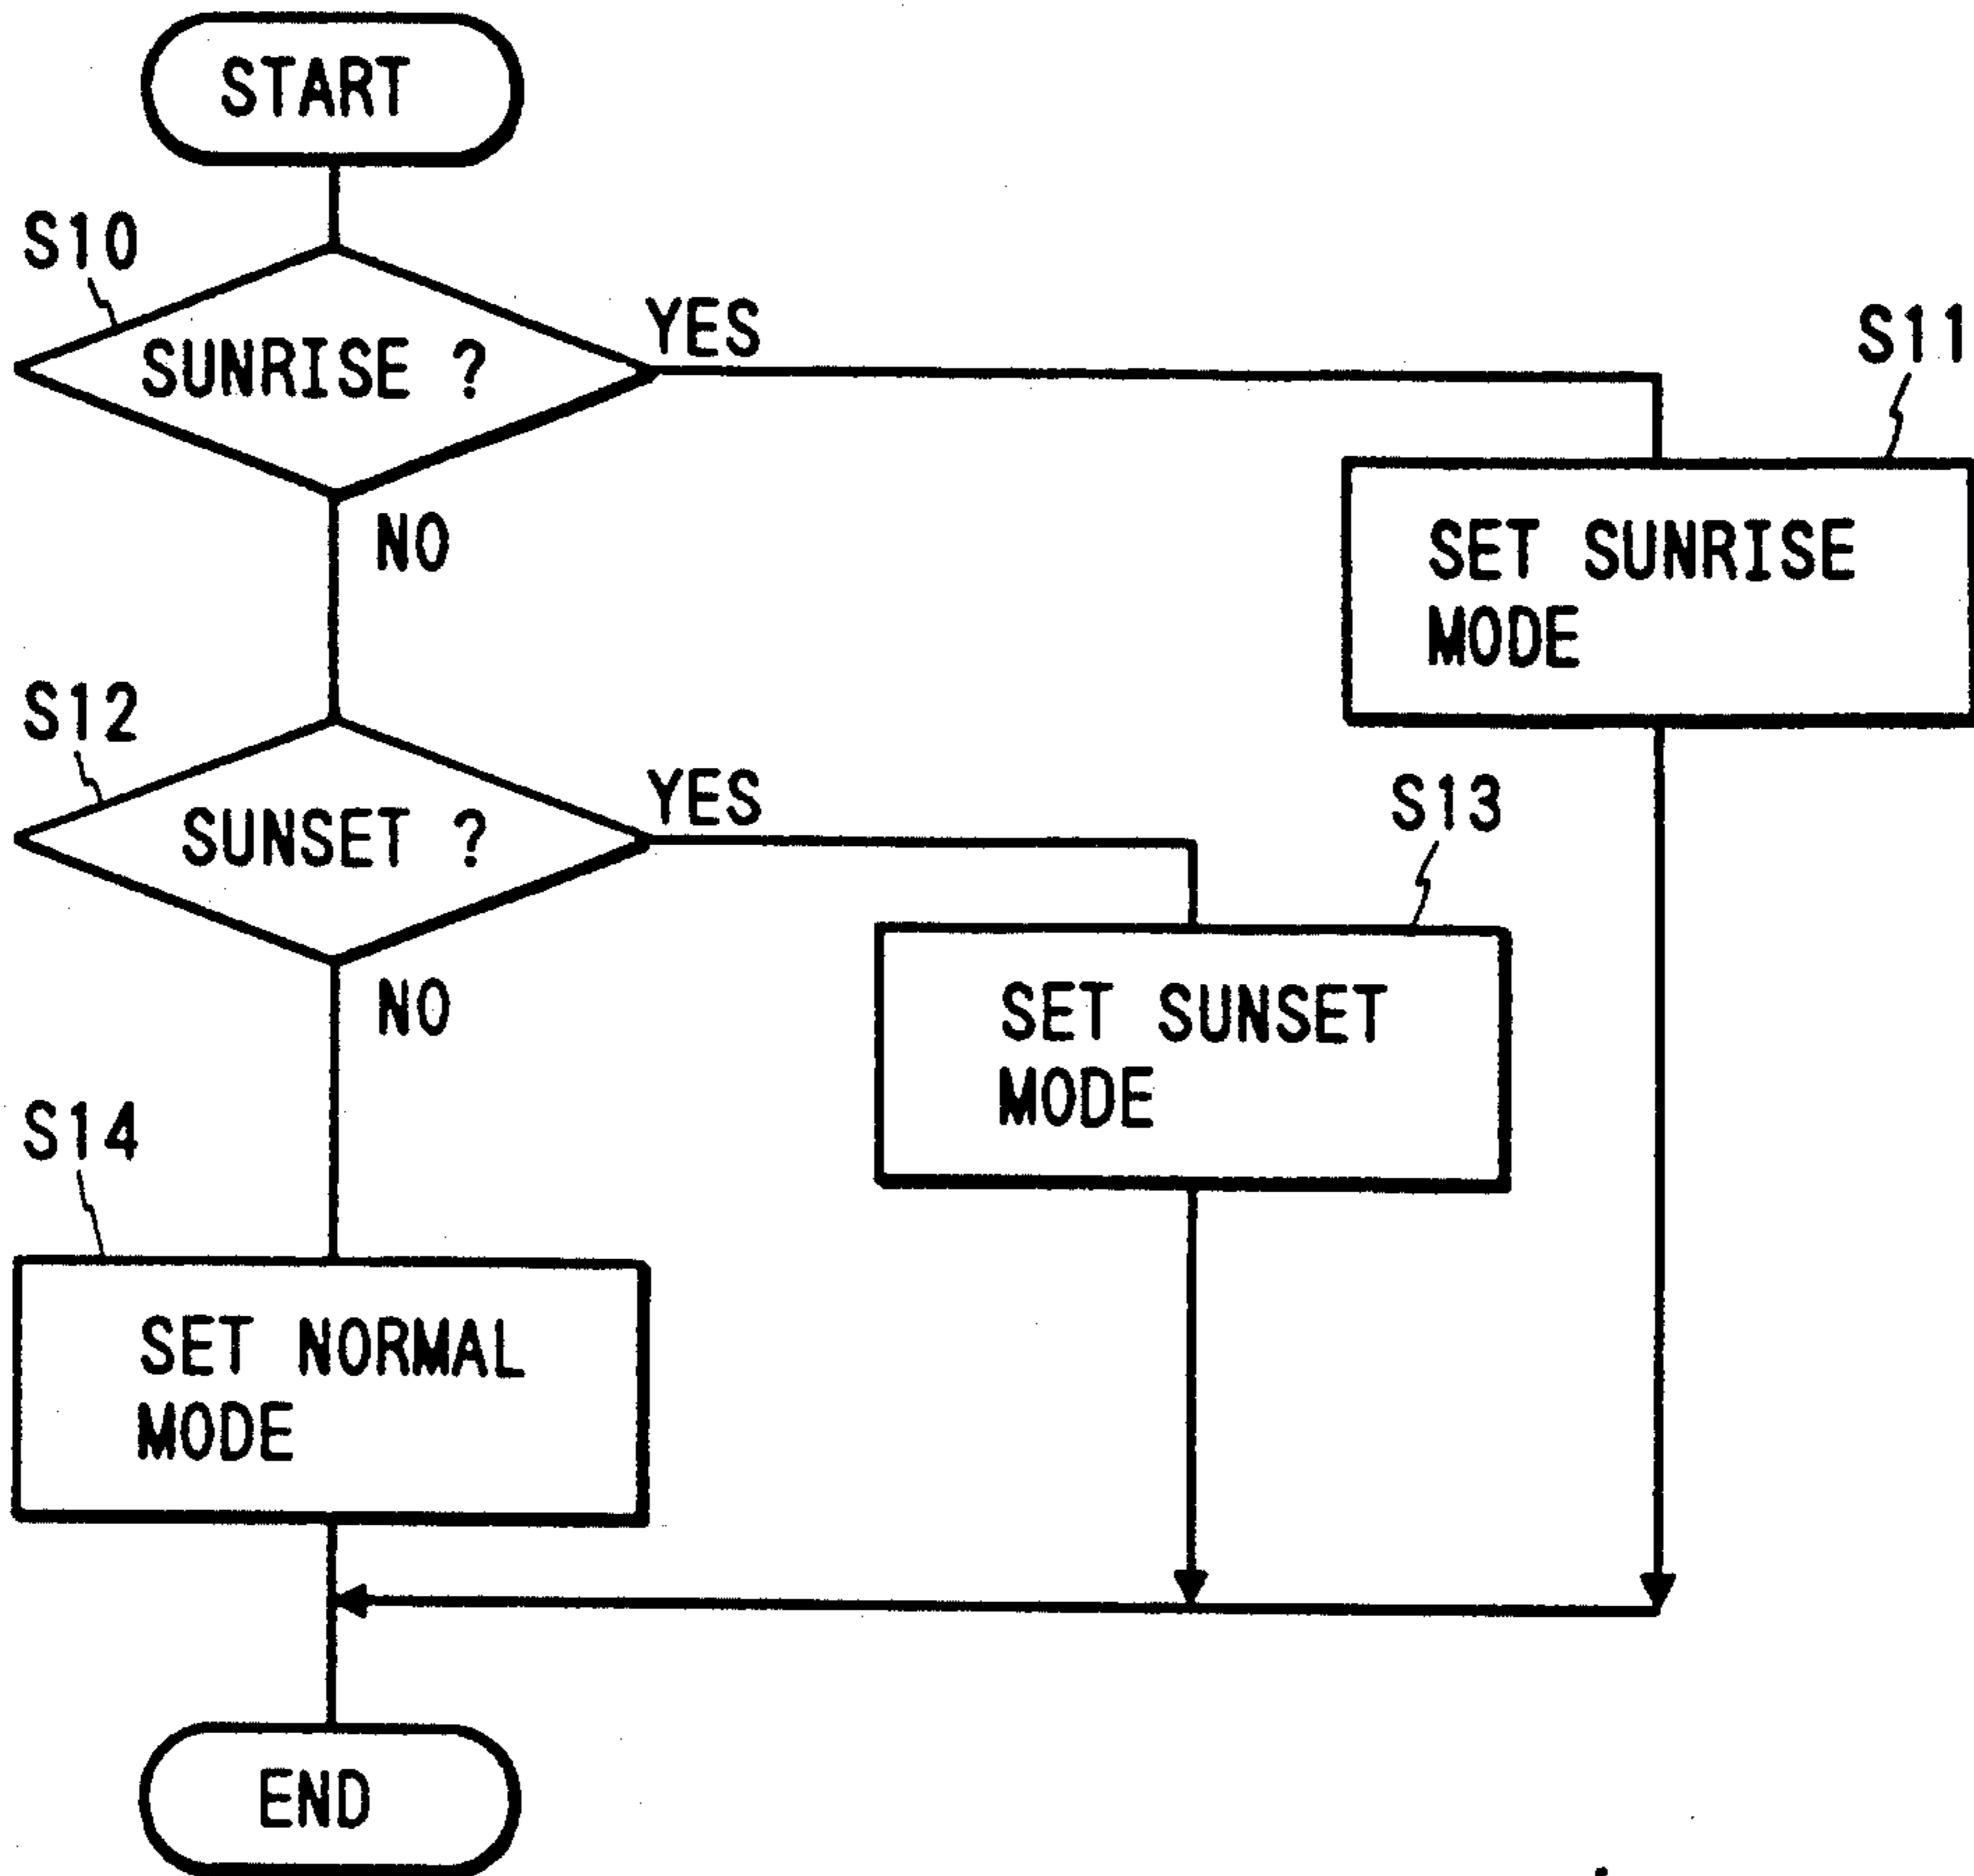 START
S10
SUNRISE ?
YES
S11
NO
SET SUNRISE
MODE
S12
SUNSET ?
YES
S13
NO
SET SUNSET
MODE
S14
SET NORMAL
MODE
END